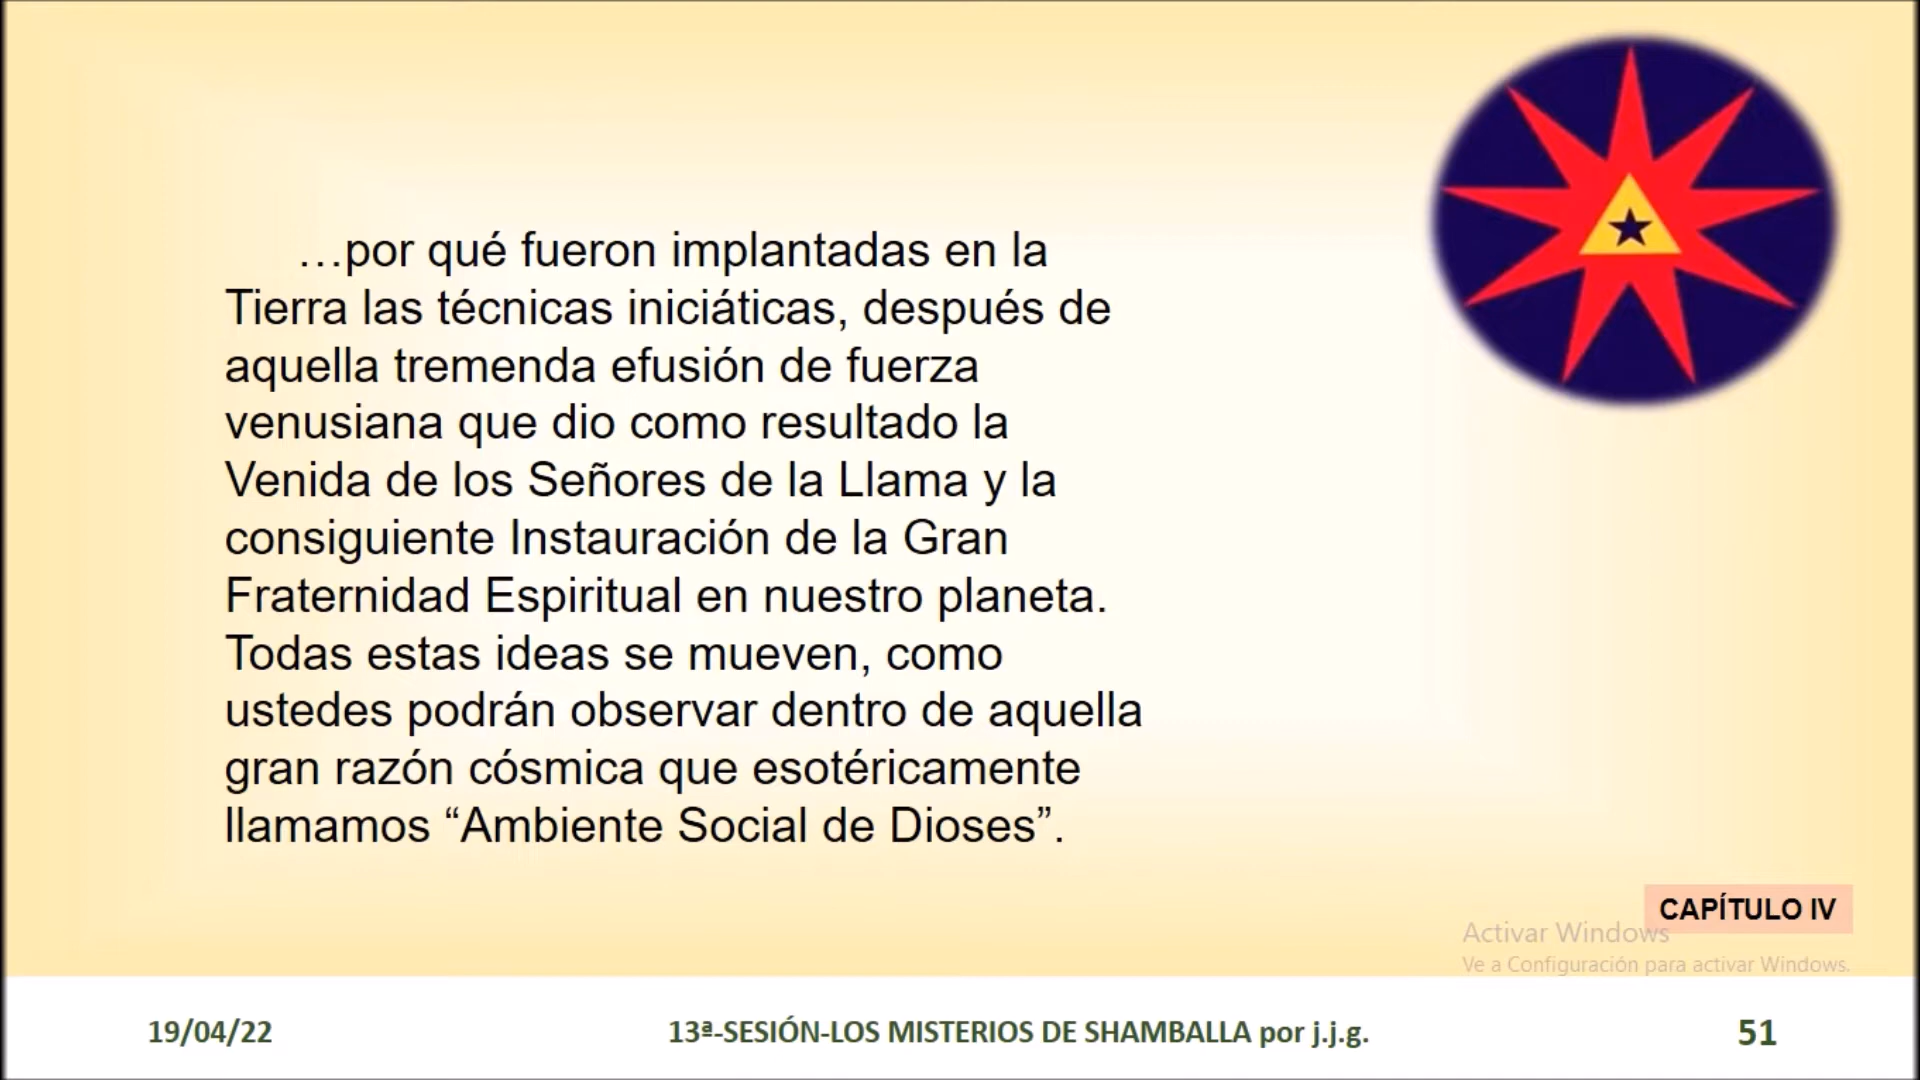 …por qué fueron implantadas en la
Tierra las técnicas iniciáticas, después de
aquella tremenda efusión de fuerza
venusiana que dio como resultado la
Venida de los Señores de la Llama y la
consiguiente Instauración de la Gran
Fraternidad Espiritual en nuestro planeta.
Todas estas ideas se mueven, como
ustedes podrán observar dentro de aquella
gran razón cósmica que esotéricamente
llamamos “Ambiente Social de Dioses”.
CAPÍTULO IV
Activar Windows
Ve a Configuración para activar Windows.
19/04/22
13ª-SESIÓN-LOS MISTERIOS DE SHAMBALLA por j.j.g.
51